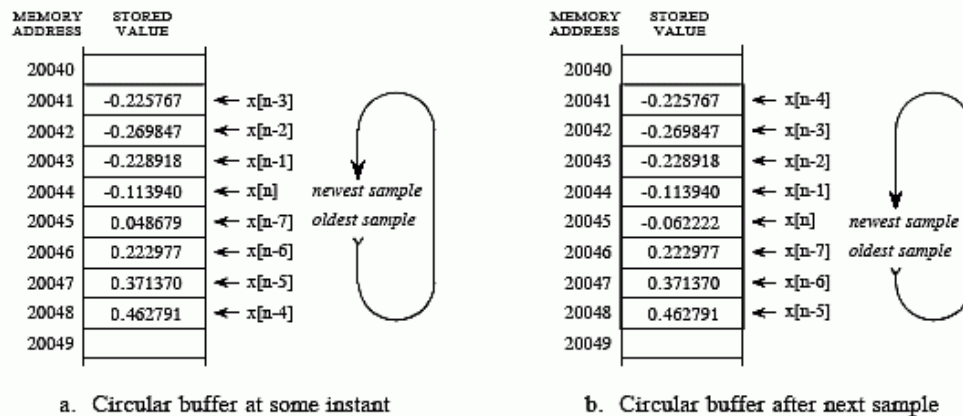 MEMORY ADDRESS STORED VALUE
20040
20041 -0.225767 x[n-3]
20042 -0.269847 x[n-2]
20043 -0.228918 x[n-1]
20044 -0.113940 x[n] newest sample
20045 0.048679 x[n-7] oldest sample
20046 0.222977 x[n-6]
20047 0.371370 x[n-5]
20048 0.462791 x[n-4]
20049
a. Circular buffer at some instant
MEMORY ADDRESS STORED VALUE
20040
20041 -0.225767 x[n-4]
20042 -0.269847 x[n-3]
20043 -0.228918 x[n-2]
20044 -0.113940 x[n-1]
20045 -0.062222 x[n] newest sample
20046 0.222977 x[n-7] oldest sample
20047 0.371370 x[n-6]
20048 0.462791 x[n-5]
20049
b. Circular buffer after next sample